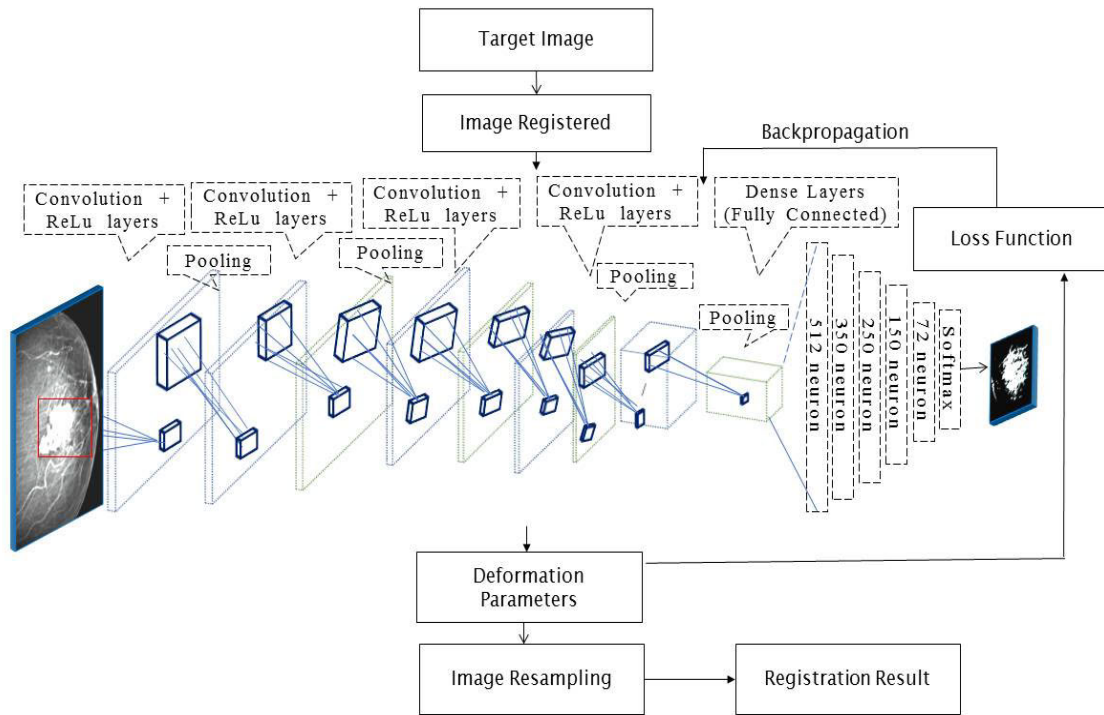 Target Image
Image Registered
Backpropagation
Convolution +
ReLu layers
Convolution +
ReLu layers
Convolution +
ReLu layers
Convolution +
ReLu layers
Dense Layers
(Fully Connected)
Loss Function
Pooling
Pooling
Pooling
Pooling
512 neuron
350 neuron
250 neuron
150 neuron
72 neuron
Softmax
Deformation
Parameters
Image Resampling
Registration Result